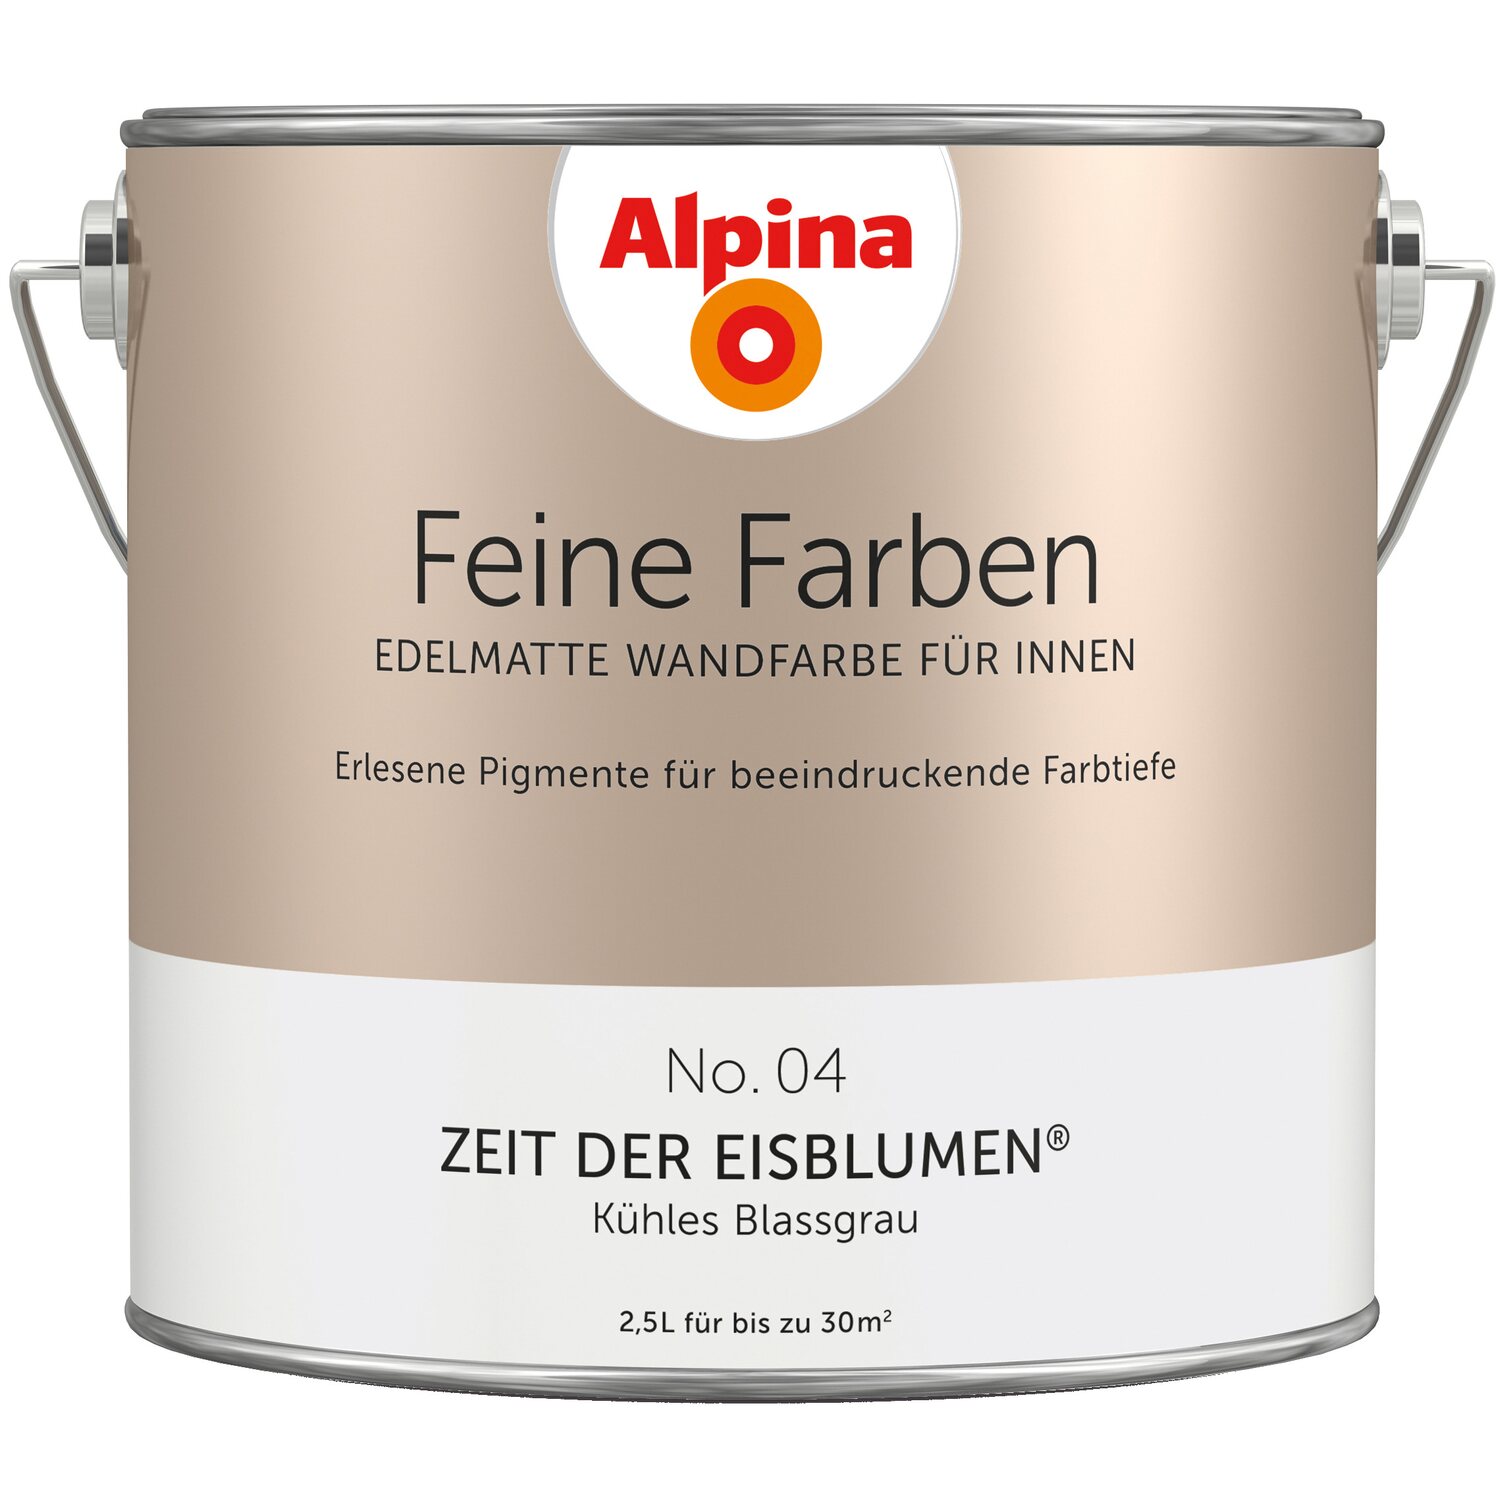 Alpina
Feine Farben
EDELMATTE WANDFARBE FÜR INNEN
Erlesene Pigmente für beeindruckende Farbtiefe
No. 04
ZEIT DER EISBLUMEN®
Kühles Blassgrau
2,5L für bis zu 30m²